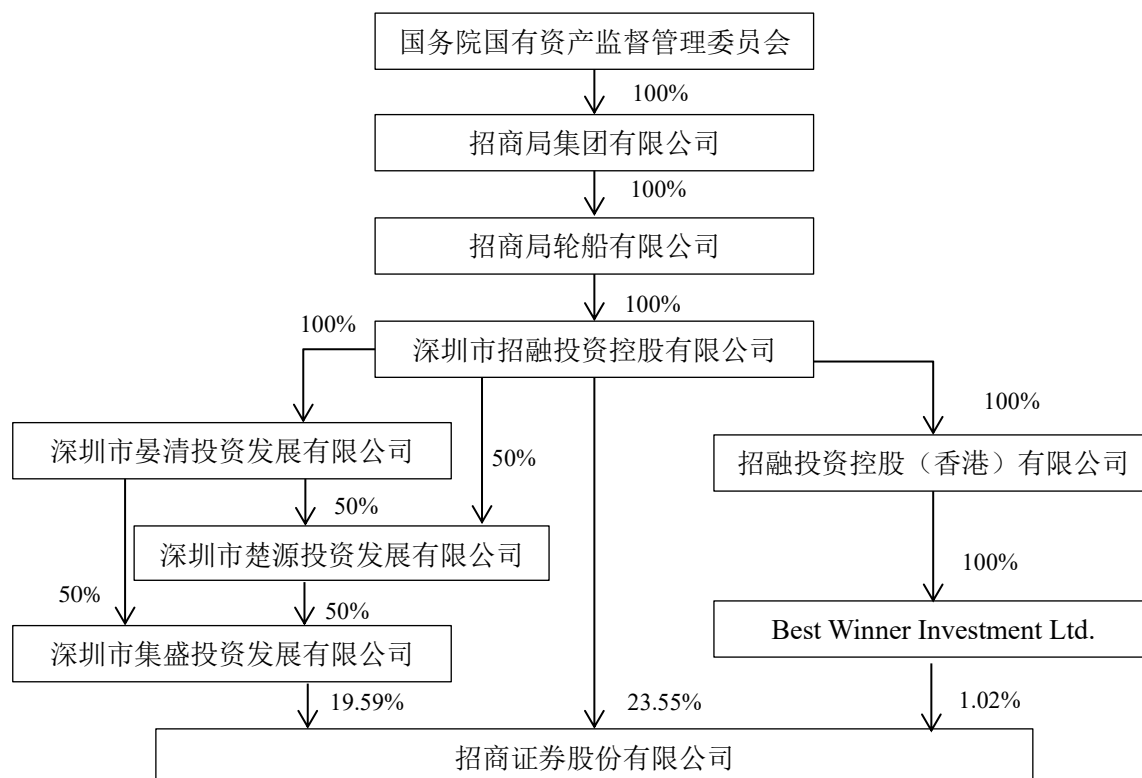 国务院国有资产监督管理委员会
100%
招商局集团有限公司
100%
招商局轮船有限公司
100%
100%
深圳市招融投资控股有限公司
100%
深圳市晏清投资发展有限公司
50%
招融投资控股（香港）有限公司
50%
深圳市楚源投资发展有限公司
100%
50%
50%
Best Winner Investment Ltd.
深圳市集盛投资发展有限公司
19.59%
23.55%
1.02%
招商证券股份有限公司